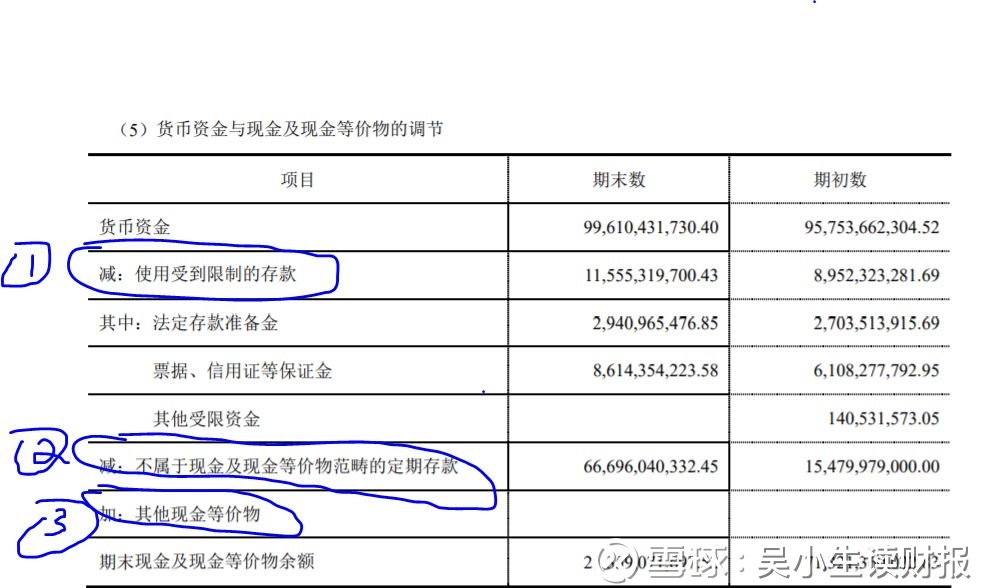 （5）货币资金与现金及现金等价物的调节
项目 期末数 期初数
货币资金 99,610,431,730.40 95,753,662,304.52
① 减：使用受到限制的存款 11,555,319,700.43 8,952,323,281.69
其中：法定存款准备金 2,940,965,476.85 2,703,513,915.69
票据、信用证等保证金 8,614,354,223.58 6,108,277,792.95
其他受限资金 140,531,573.05
② 减：不属于现金及现金等价物范畴的定期存款 66,696,040,332.45 15,479,979,000.00
③ 加：其他现金等价物
期末现金及现金等价物余额
雪球：吴小生读财报